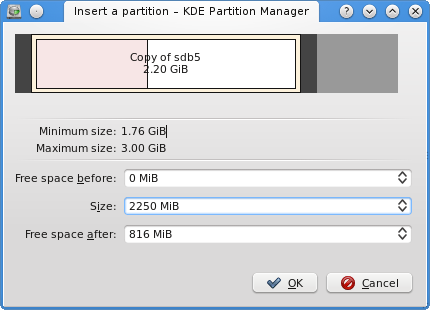 Insert a partition – KDE Partition Manager
Copy of sdb5
2.20 GiB
Minimum size: 1.76 GiB
Maximum size: 3.00 GiB
Free space before: 0 MiB
Size: 2250 MiB
Free space after: 816 MiB
OK Cancel